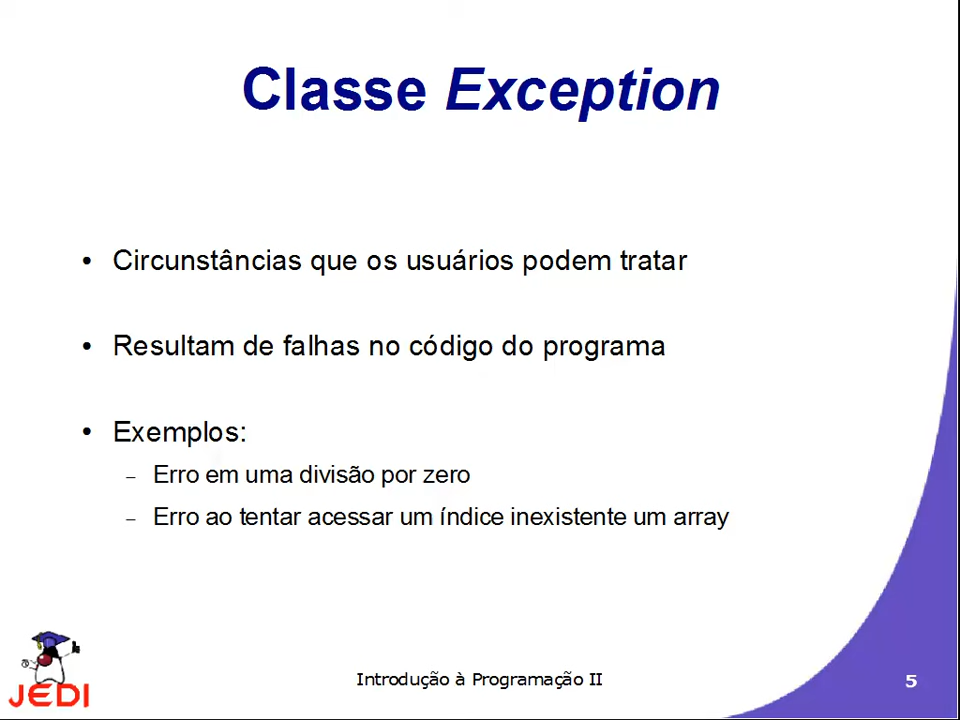 Classe Exception
• Circunstâncias que os usuários podem tratar
• Resultam de falhas no código do programa
• Exemplos:
– Erro em uma divisão por zero
– Erro ao tentar acessar um índice inexistente um array
JEDI
Introdução à Programação II
5